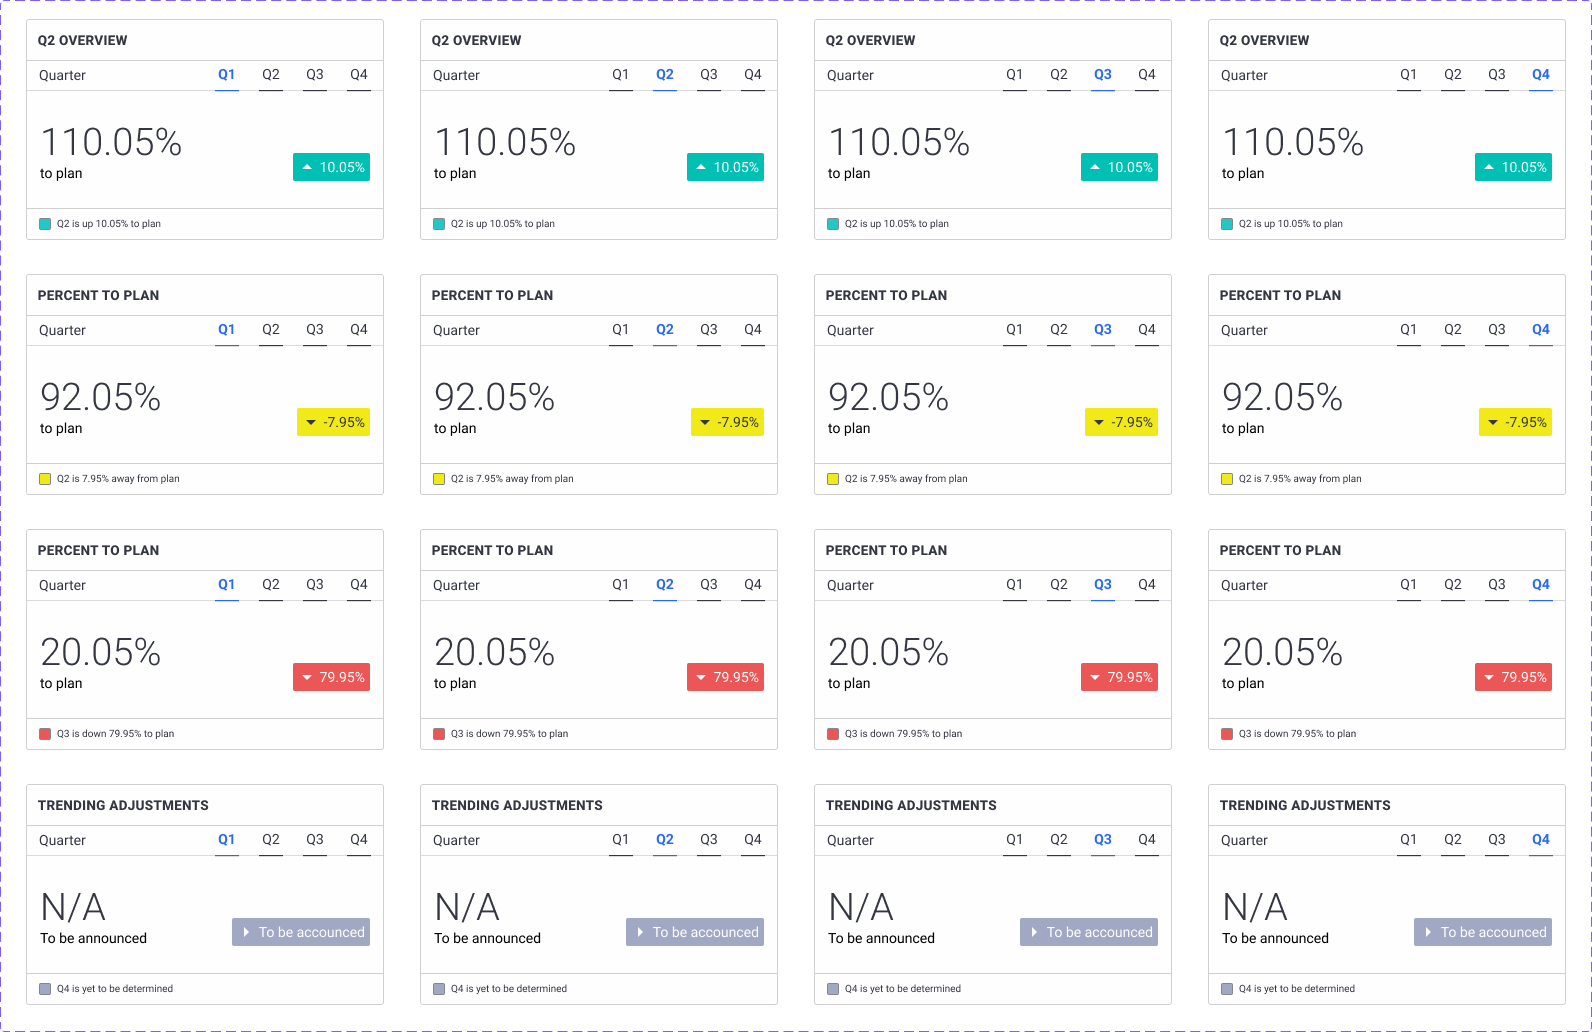 Q2 OVERVIEW
Quarter Q1 Q2 Q3 Q4
110.05%
to plan
10.05%
Q2 is up 10.05% to plan
Q2 OVERVIEW
Quarter Q1 Q2 Q3 Q4
110.05%
to plan
10.05%
Q2 is up 10.05% to plan
Q2 OVERVIEW
Quarter Q1 Q2 Q3 Q4
110.05%
to plan
10.05%
Q2 is up 10.05% to plan
Q2 OVERVIEW
Quarter Q1 Q2 Q3 Q4
110.05%
to plan
10.05%
Q2 is up 10.05% to plan
PERCENT TO PLAN
Quarter Q1 Q2 Q3 Q4
92.05%
to plan
-7.95%
Q2 is 7.95% away from plan
PERCENT TO PLAN
Quarter Q1 Q2 Q3 Q4
92.05%
to plan
-7.95%
Q2 is 7.95% away from plan
PERCENT TO PLAN
Quarter Q1 Q2 Q3 Q4
92.05%
to plan
-7.95%
Q2 is 7.95% away from plan
PERCENT TO PLAN
Quarter Q1 Q2 Q3 Q4
92.05%
to plan
-7.95%
Q2 is 7.95% away from plan
PERCENT TO PLAN
Quarter Q1 Q2 Q3 Q4
20.05%
to plan
79.95%
Q3 is down 79.95% to plan
PERCENT TO PLAN
Quarter Q1 Q2 Q3 Q4
20.05%
to plan
79.95%
Q3 is down 79.95% to plan
PERCENT TO PLAN
Quarter Q1 Q2 Q3 Q4
20.05%
to plan
79.95%
Q3 is down 79.95% to plan
PERCENT TO PLAN
Quarter Q1 Q2 Q3 Q4
20.05%
to plan
79.95%
Q3 is down 79.95% to plan
TRENDING ADJUSTMENTS
Quarter Q1 Q2 Q3 Q4
N/A
To be announced
To be accounced
Q4 is yet to be determined
TRENDING ADJUSTMENTS
Quarter Q1 Q2 Q3 Q4
N/A
To be announced
To be accounced
Q4 is yet to be determined
TRENDING ADJUSTMENTS
Quarter Q1 Q2 Q3 Q4
N/A
To be announced
To be accounced
Q4 is yet to be determined
TRENDING ADJUSTMENTS
Quarter Q1 Q2 Q3 Q4
N/A
To be announced
To be accounced
Q4 is yet to be determined